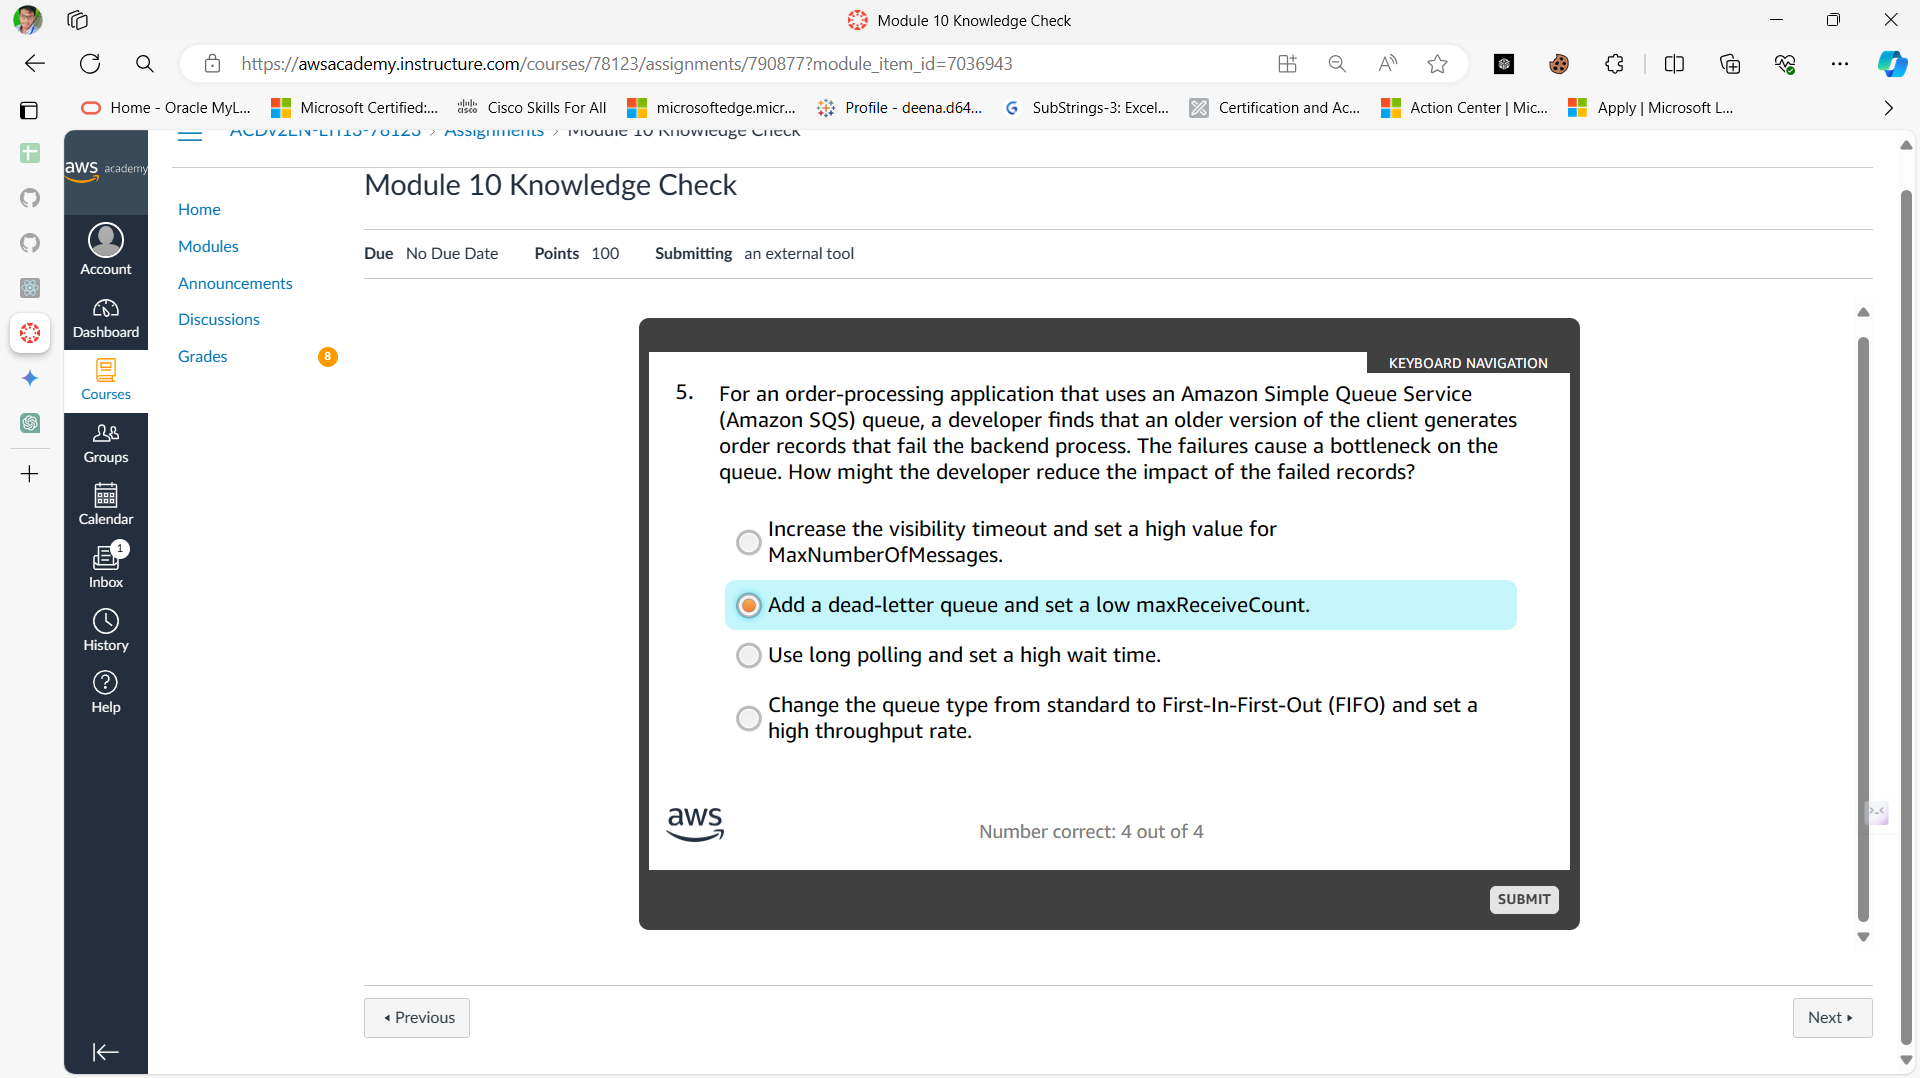 Module 10 Knowledge Check
https://awsacademy.instructure.com/courses/78123/assignments/790877?module_item_id=7036943
Home - Oracle MyL...
Microsoft Certified:...
Cisco Skills For All
microsoftedge.micr...
Profile - deena.d64...
SubStrings-3: Excel...
Certification and Ac...
Action Center | Mic...
Apply | Microsoft L...
ACDv2EN-LTI13-78123 › Assignments › Module 10 Knowledge Check
aws academy
Account
Dashboard
Courses
Groups
Calendar
1
Inbox
History
Help
Home
Modules
Announcements
Discussions
Grades
8
Module 10 Knowledge Check
Due No Due Date Points 100 Submitting an external tool
KEYBOARD NAVIGATION
5. For an order-processing application that uses an Amazon Simple Queue Service
(Amazon SQS) queue, a developer finds that an older version of the client generates
order records that fail the backend process. The failures cause a bottleneck on the
queue. How might the developer reduce the impact of the failed records?
Increase the visibility timeout and set a high value for
MaxNumberOfMessages.
Add a dead-letter queue and set a low maxReceiveCount.
Use long polling and set a high wait time.
Change the queue type from standard to First-In-First-Out (FIFO) and set a
high throughput rate.
aws
Number correct: 4 out of 4
SUBMIT
Previous
Next